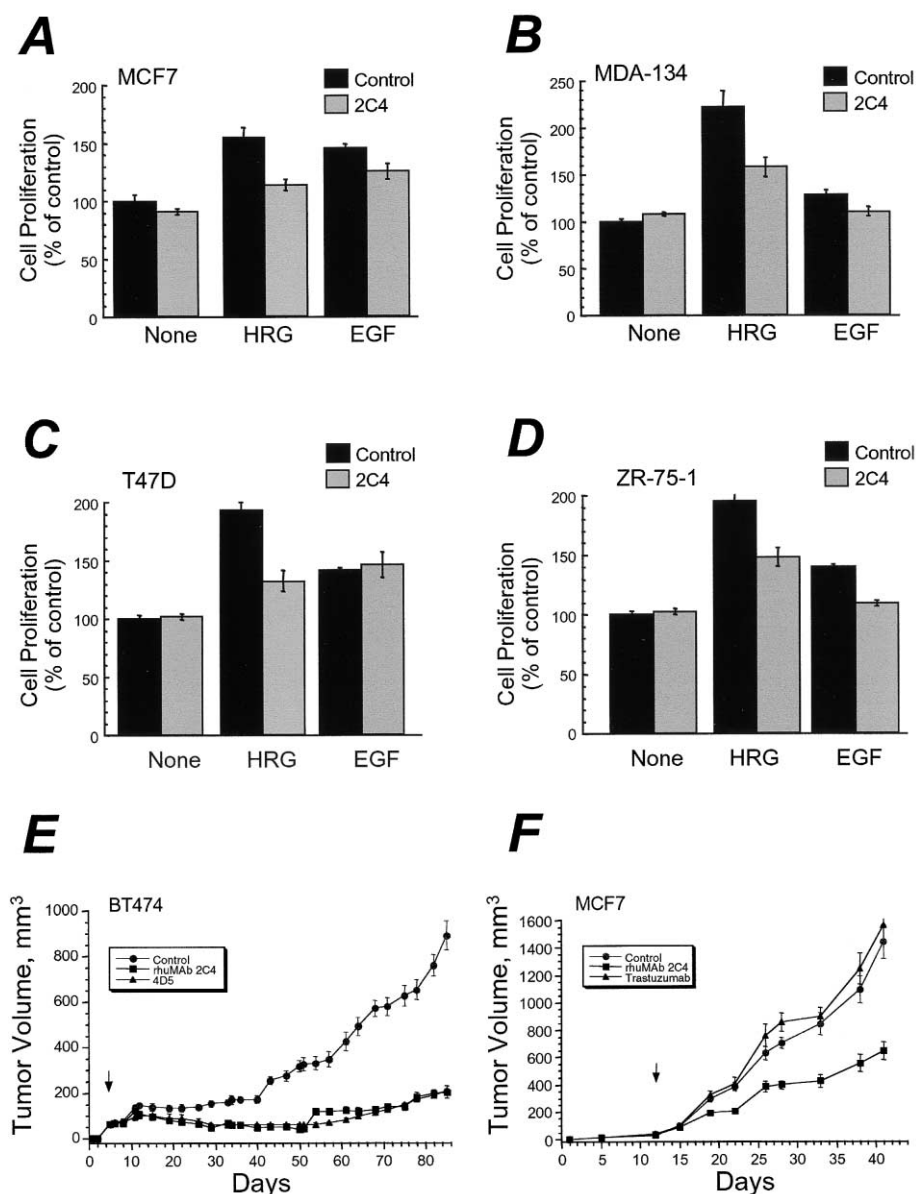 A
MCF7
Control
2C4
Cell Proliferation
(% of control)
200
150
100
50
0
None HRG EGF
B
MDA-134
Control
2C4
Cell Proliferation
(% of control)
250
200
150
100
50
0
None HRG EGF
C
T47D
Control
2C4
Cell Proliferation
(% of control)
200
150
100
50
0
None HRG EGF
D
ZR-75-1
Control
2C4
Cell Proliferation
(% of control)
200
150
100
50
0
None HRG EGF
E
BT474
Control
rhuMAb 2C4
4D5
Tumor Volume, mm³
1000
800
600
400
200
0
0 10 20 30 40 50 60 70 80
Days
F
MCF7
Control
rhuMAb 2C4
Trastuzumab
Tumor Volume, mm³
1600
1400
1200
1000
800
600
400
200
0
0 5 10 15 20 25 30 35 40
Days